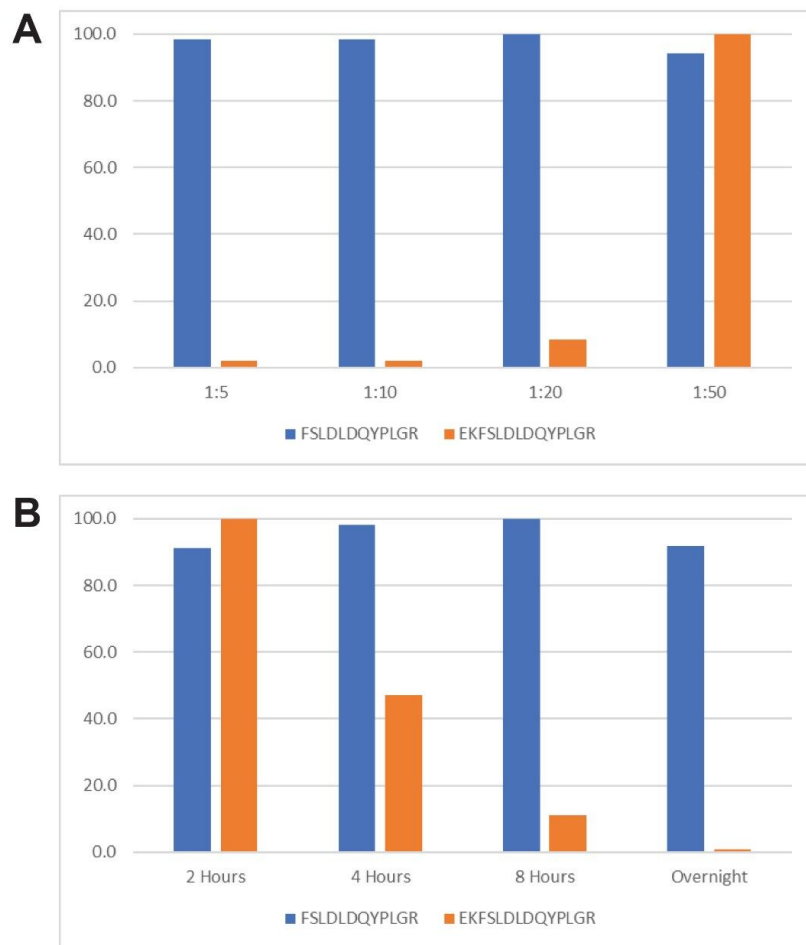 A
100.0
80.0
60.0
40.0
20.0
0.0
1:5 1:10 1:20 1:50
FSLDLDQYPLGR EKFSLDLDQYPLGR
B
100.0
80.0
60.0
40.0
20.0
0.0
2 Hours 4 Hours 8 Hours Overnight
FSLDLDQYPLGR EKFSLDLDQYPLGR